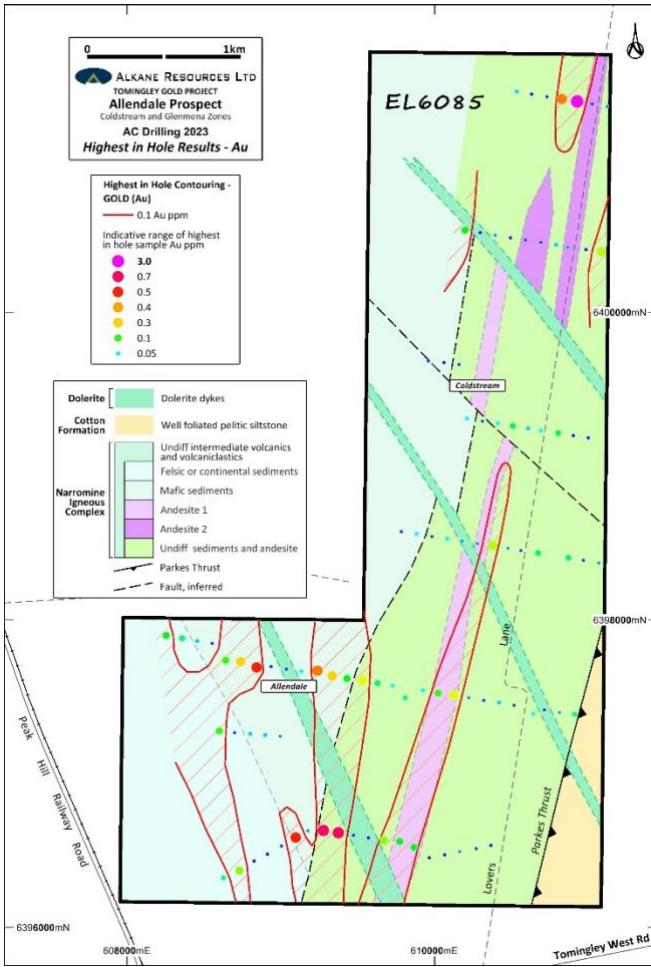 0 1km
ALKANE RESOURCES LTD
TOMINGLEY GOLD PROJECT
Allendale Prospect
Coldstream and Glenmona Zones
AC Drilling 2023
Highest in Hole Results - Au
EL6085
Highest in Hole Contouring -
GOLD (Au)
0.1 Au ppm
Indicative range of highest
in hole sample Au ppm
3.0
0.7
0.5
0.4
0.3
0.1
0.05
6400000mN
Coldstream
Dolerite
Dolerite dykes
Cotton
Formation
Well foliated pelitic siltstone
Narromine
Igneous
Complex
Undiff intermediate volcanics
and volcaniclastics
Felsic or continental sediments
Mafic sediments
Andesite 1
Andesite 2
Undiff sediments and andesite
Parkes Thrust
Fault, inferred
6398000mN
Lane
Allendale
Peak Hill Railway Road
Lovers
Parkes Thrust
6396000mN
608000mE
610000mE
Tomingley West Rd